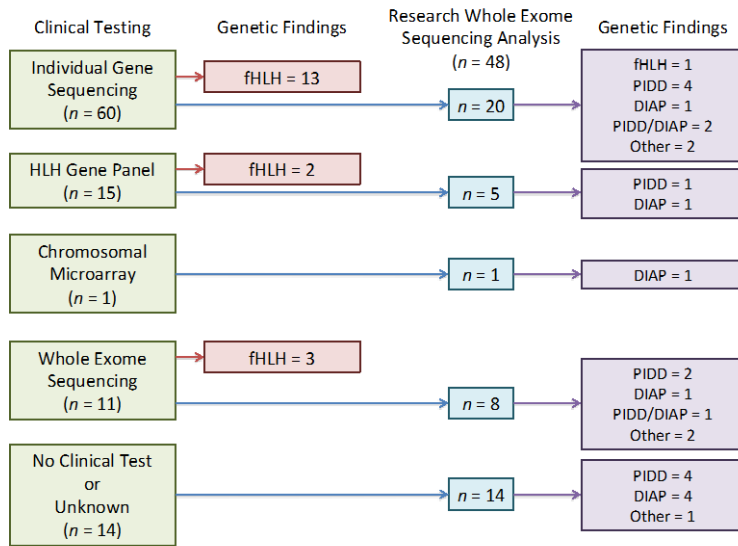 Clinical Testing
Genetic Findings
Research Whole Exome
Sequencing Analysis
(n = 48)
Genetic Findings
Individual Gene
Sequencing
(n = 60)
fHLH = 13
n = 20
fHLH = 1
PIDD = 4
DIAP = 1
PIDD/DIAP = 2
Other = 2
HLH Gene Panel
(n = 15)
fHLH = 2
n = 5
PIDD = 1
DIAP = 1
Chromosomal
Microarray
(n = 1)
n = 1
DIAP = 1
Whole Exome
Sequencing
(n = 11)
fHLH = 3
n = 8
PIDD = 2
DIAP = 1
PIDD/DIAP = 1
Other = 2
No Clinical Test
or
Unknown
(n = 14)
n = 14
PIDD = 4
DIAP = 4
Other = 1